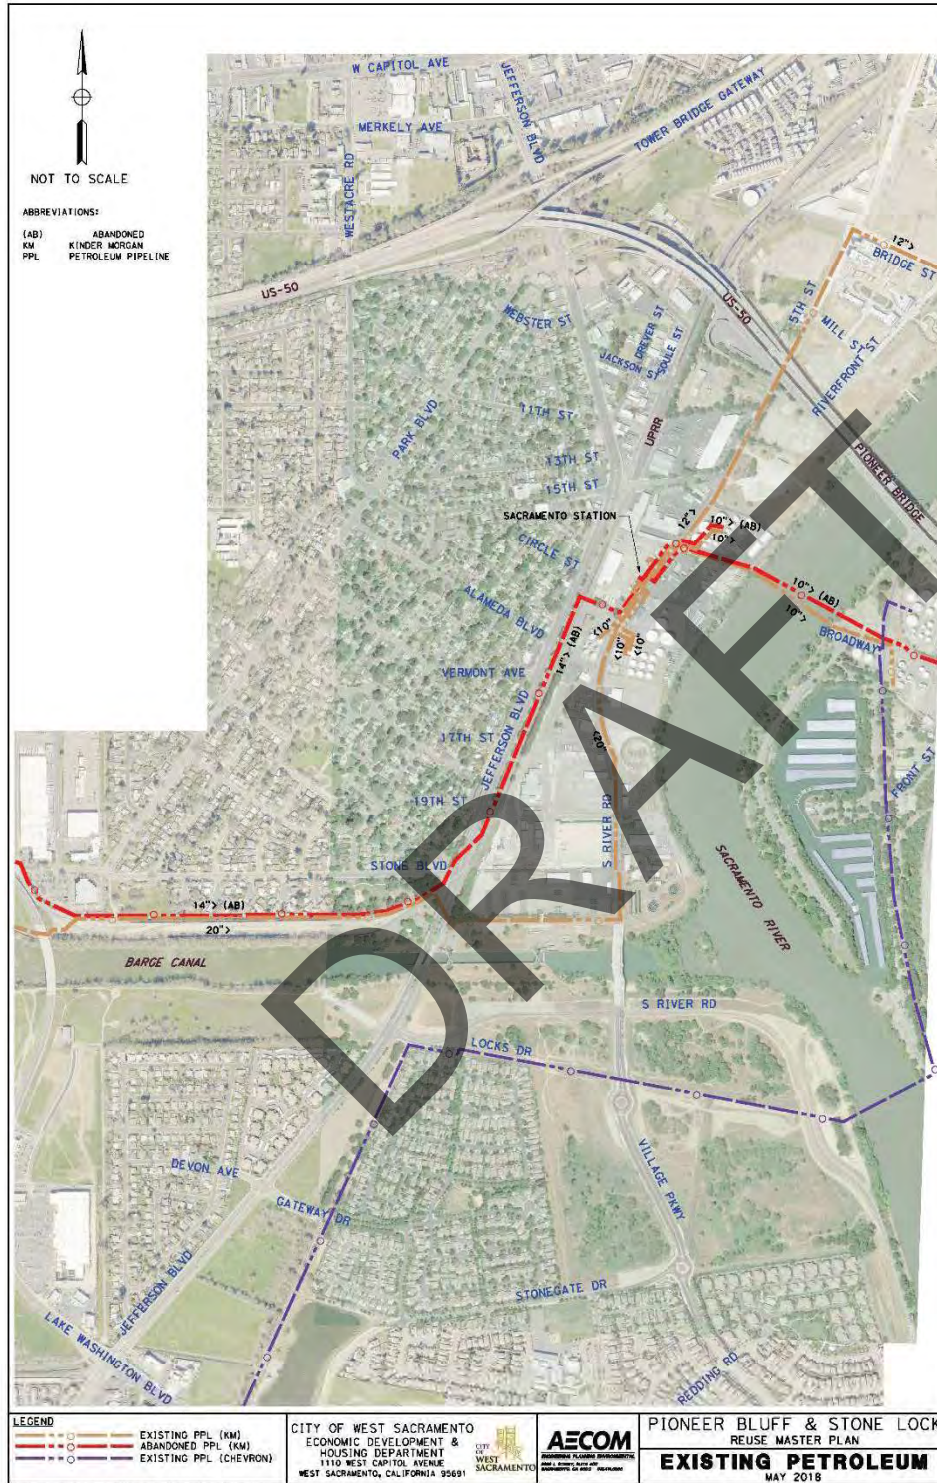 NOT TO SCALE
ABBREVIATIONS:
(AB) ABANDONED
KM KINDER MORGAN
PPL PETROLEUM PIPELINE
W CAPITOL AVE
JEFFERSON BLVD
TOWER BRIDGE GATEWAY
MERKELY AVE
WESTACRE RD
12">
BRIDGE ST
US-50
US-50
5TH ST
MILL ST
RIVERFRONT ST
WEBSTER ST
DREVER ST
SOULE ST
JACKSON ST
PARK BLVD
11TH ST
UPRR
PIONEER BRIDGE
13TH ST
15TH ST
SACRAMENTO STATION
12">
10"> (AB)
10">
CIRCLE ST
ALAMEDA BLVD
10"> (AB)
10">
<10"
<10"
<10"
BROADWAY
14"> (AB)
VERMONT AVE
JEFFERSON BLVD
17TH ST
<20"
FRONT ST
19TH ST
S RIVER RD
STONE BLVD
SACRAMENTO RIVER
14"> (AB)
20">
BARGE CANAL
S RIVER RD
LOCKS DR
DEVON AVE
GATEWAY DR
VILLAGE PKWY
JEFFERSON BLVD
STONEGATE DR
LAKE WASHINGTON BLVD
REDDING RD
DRAFT
LEGEND
EXISTING PPL (KM)
ABANDONED PPL (KM)
EXISTING PPL (CHEVRON)
CITY OF WEST SACRAMENTO
ECONOMIC DEVELOPMENT &
HOUSING DEPARTMENT
1110 WEST CAPITOL AVENUE
WEST SACRAMENTO, CALIFORNIA 95691
CITY OF
WEST
SACRAMENTO
AECOM
PIONEER BLUFF & STONE LOCK
REUSE MASTER PLAN
EXISTING PETROLEUM
MAY 2018